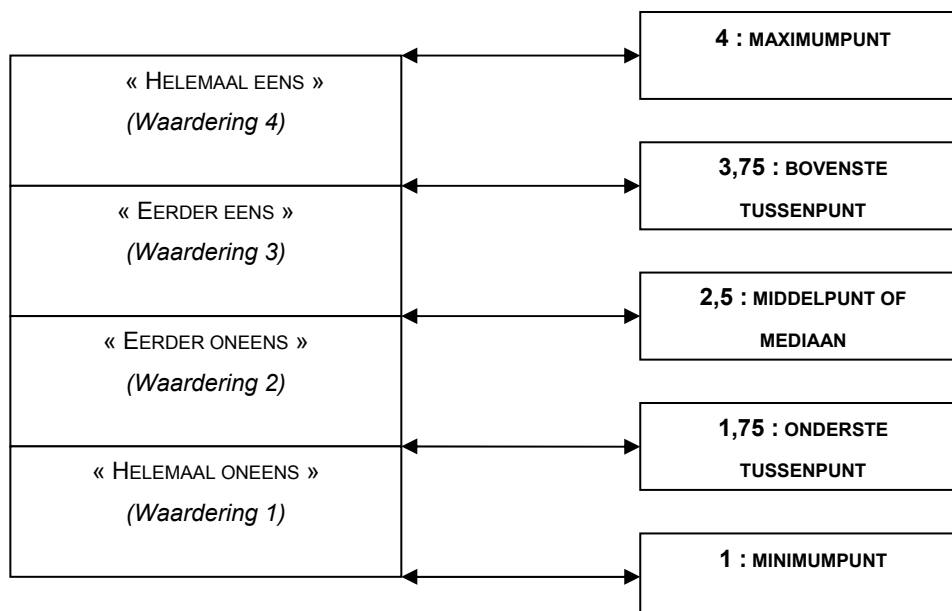 4 : MAXIMUMPUNT
« HELEMAAL EENS »
(Waardering 4)
3,75 : BOVENSTE
TUSSENPUNT
« EERDER EENS »
(Waardering 3)
2,5 : MIDDELPUNT OF
MEDIAAN
« EERDER ONEENS »
(Waardering 2)
1,75 : ONDERSTE
TUSSENPUNT
« HELEMAAL ONEENS »
(Waardering 1)
1 : MINIMUMPUNT